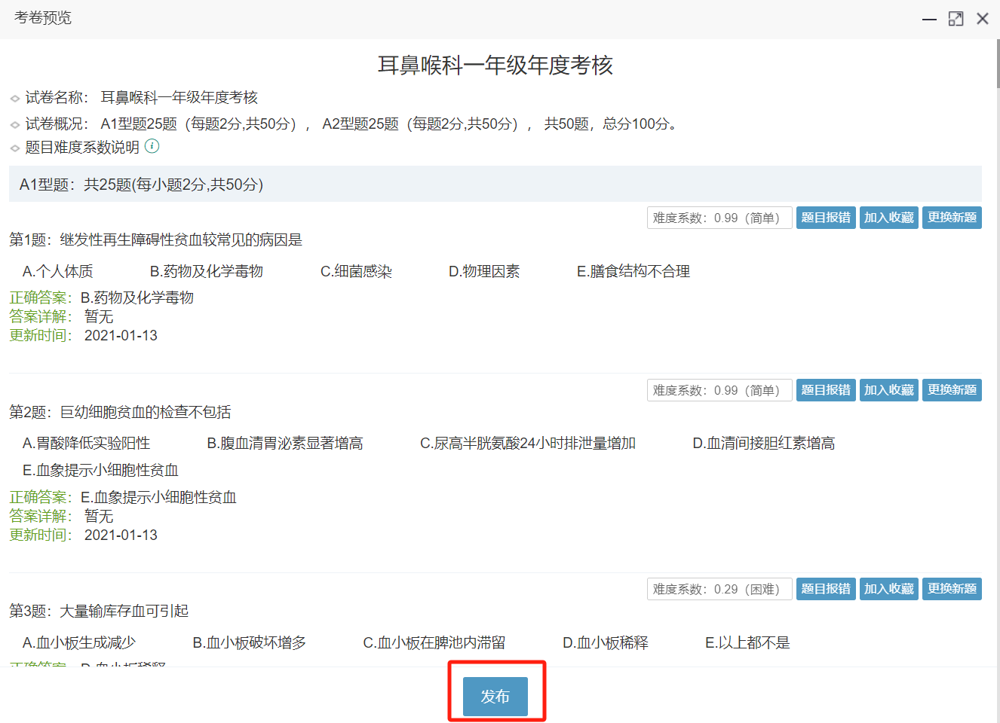 考卷预览
耳鼻喉科一年级年度考核
试卷名称： 耳鼻喉科一年级年度考核
试卷概况： A1型题25题（每题2分,共50分）， A2型题25题（每题2分,共50分）， 共50题，总分100分。
题目难度系数说明
A1型题：共25题(每小题2分,共50分)
难度系数：0.99（简单） 题目报错 加入收藏 更换新题
第1题：继发性再生障碍性贫血较常见的病因是
A.个人体质 B.药物及化学毒物 C.细菌感染 D.物理因素 E.膳食结构不合理
正确答案：B.药物及化学毒物
答案详解： 暂无
更新时间： 2021-01-13
难度系数：0.99（简单） 题目报错 加入收藏 更换新题
第2题：巨幼细胞贫血的检查不包括
A.胃酸降低实验阳性 B.腹血清胃泌素显著增高 C.尿高半胱氨酸24小时排泄量增加 D.血清间接胆红素增高
E.血象提示小细胞性贫血
正确答案：E.血象提示小细胞性贫血
答案详解： 暂无
更新时间： 2021-01-13
难度系数：0.29（困难） 题目报错 加入收藏 更换新题
第3题：大量输库存血可引起
A.血小板生成减少 B.血小板破坏增多 C.血小板在脾池内滞留 D.血小板稀释 E.以上都不是
正确答案：D.血小板稀释
发布